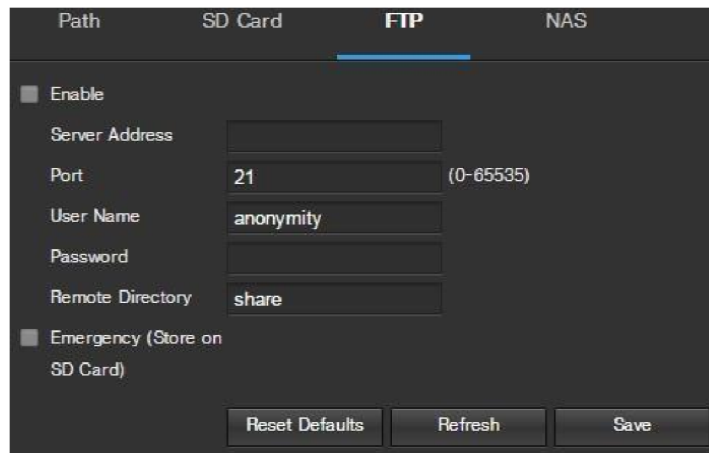 Path SD Card FTP NAS
Enable
Server Address
Port 21 (0-65535)
User Name anonymity
Password
Remote Directory share
Emergency (Store on
SD Card)
Reset Defaults Refresh Save